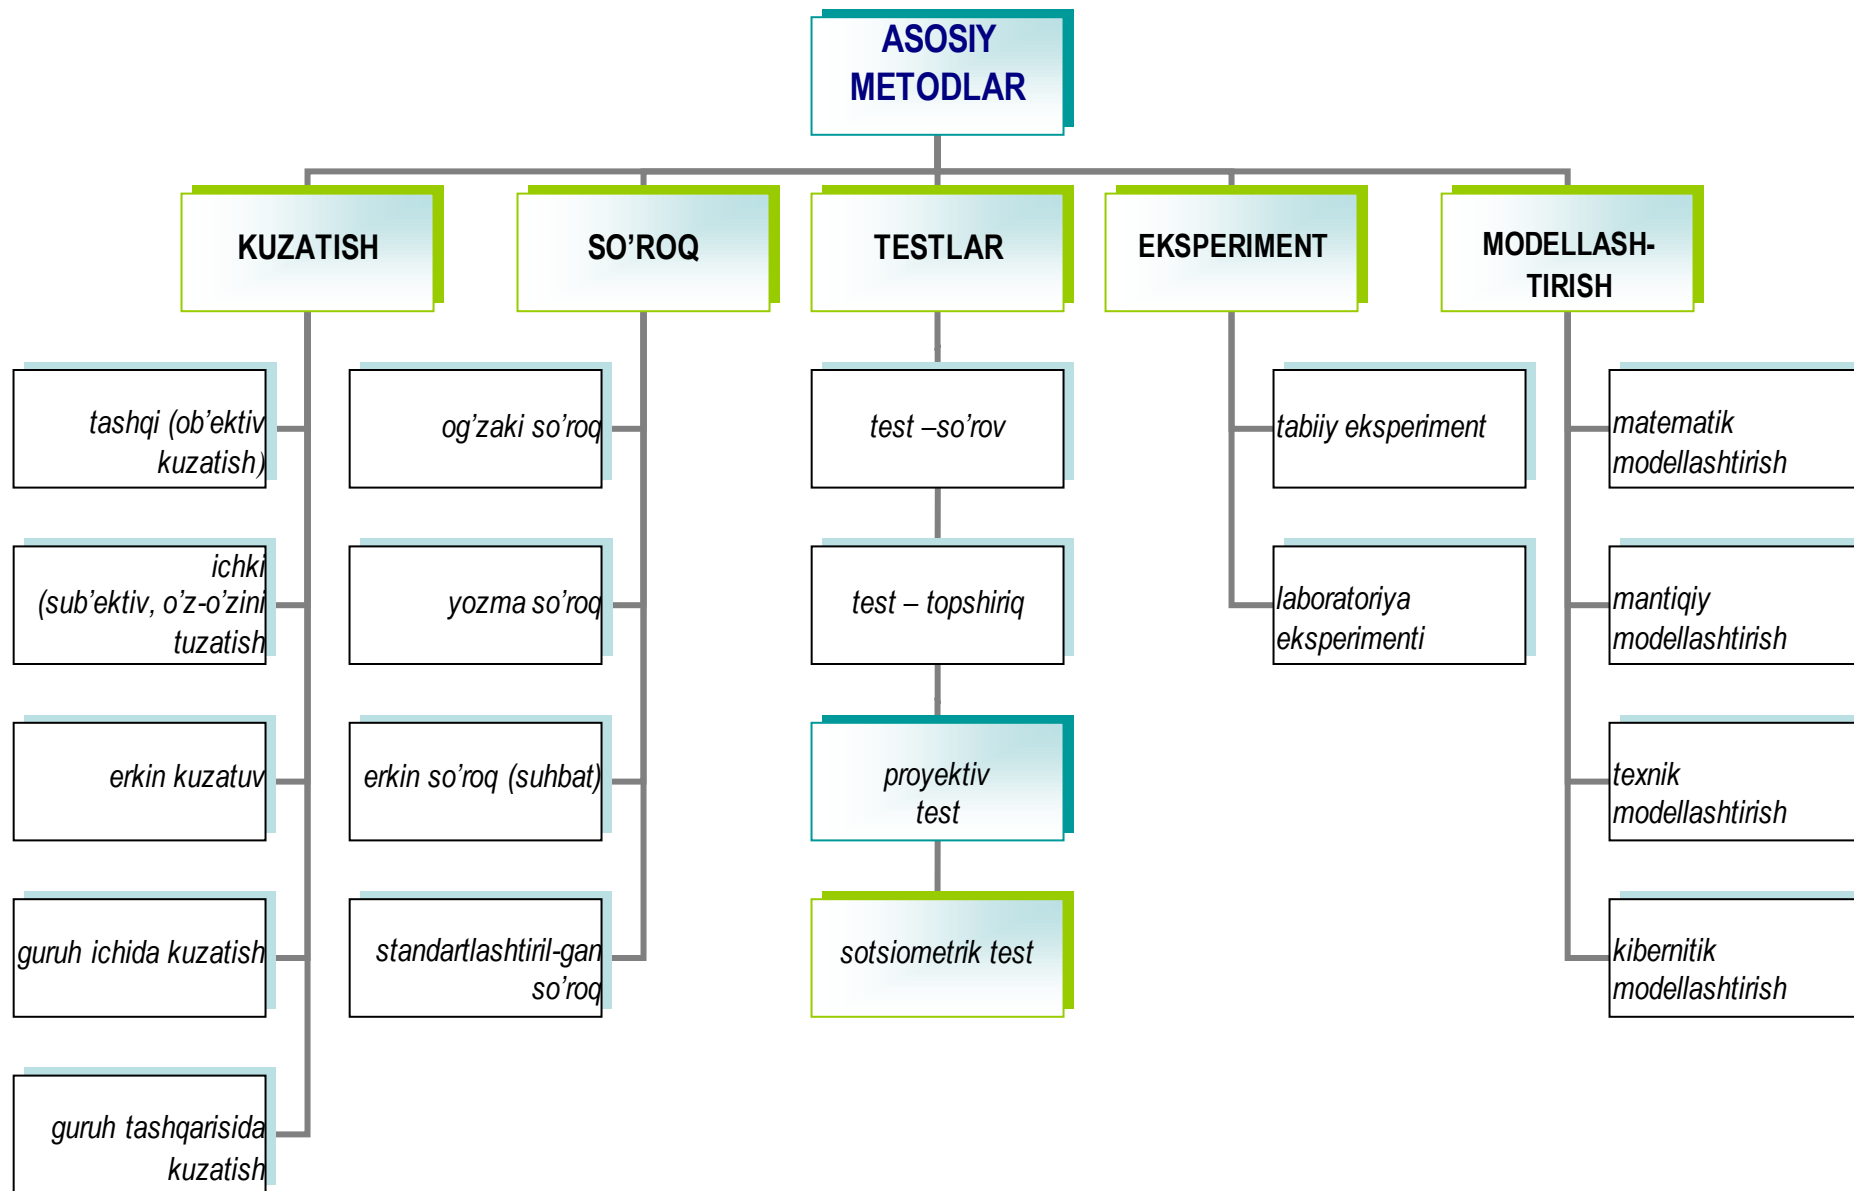 ASOSIY
METODLAR
KUZATISH
SO’ROQ
TESTLAR
EKSPERIMENT
MODELLASH-
TIRISH
tashqi (ob’ektiv
kuzatish)
ichki
(sub’ektiv, o’z-o’zini
tuzatish
erkin kuzatuv
guruh ichida kuzatish
guruh tashqarisida
kuzatish
og’zaki so’roq
yozma so’roq
erkin so’roq (suhbat)
standartlashtiril-gan
so’roq
test –so’rov
test – topshiriq
proyektiv
test
sotsiometrik test
tabiiy eksperiment
laboratoriya
eksperimenti
matematik
modellashtirish
mantiqiy
modellashtirish
texnik
modellashtirish
kibernitik
modellashtirish